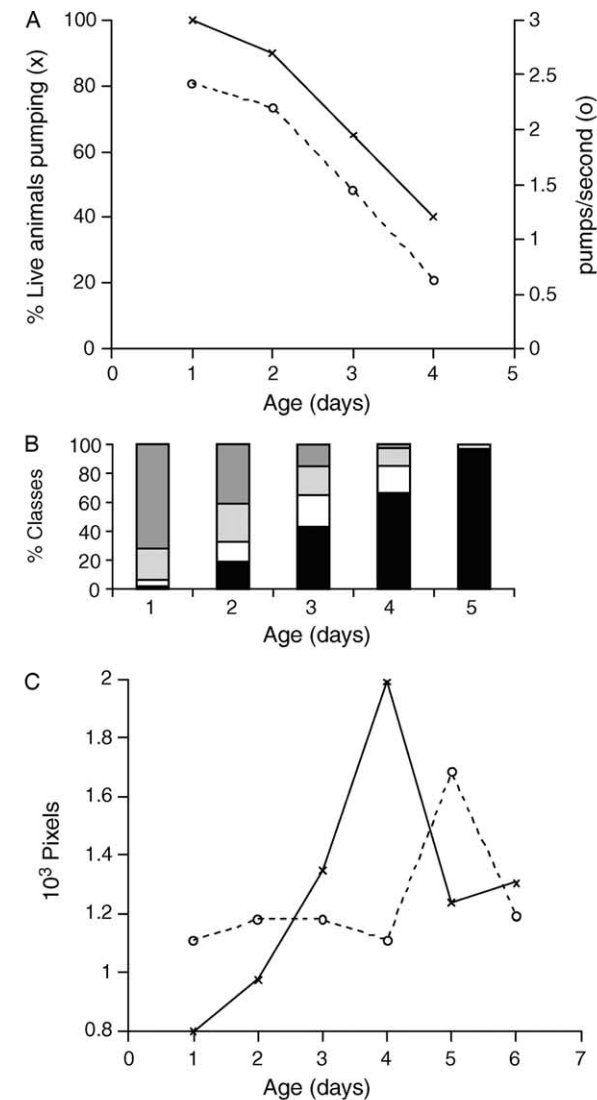 A
% Live animals pumping (x)
100
80
60
40
20
0
3
2.5
2
1.5
1
0.5
0
pumps/second (o)
0 1 2 3 4 5
Age (days)
B
% Classes
100
80
60
40
20
0
1 2 3 4 5
Age (days)
C
10³ Pixels
2
1.8
1.6
1.4
1.2
1
0.8
0 1 2 3 4 5 6 7
Age (days)